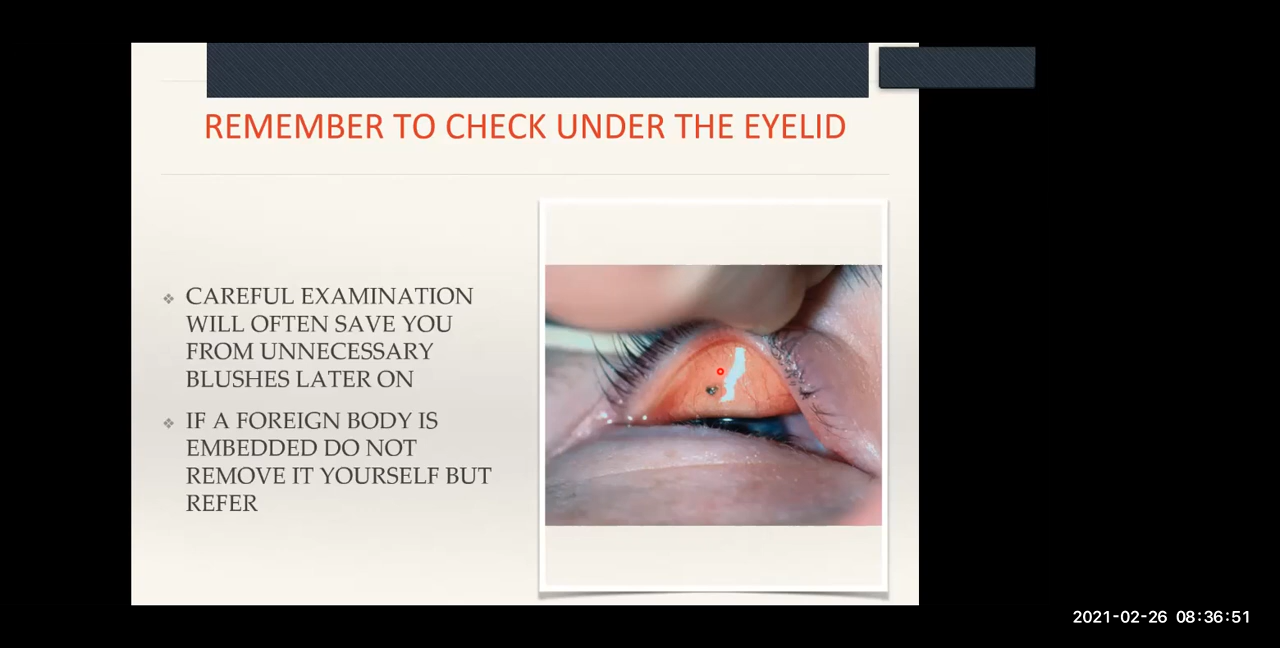 REMEMBER TO CHECK UNDER THE EYELID
CAREFUL EXAMINATION
WILL OFTEN SAVE YOU
FROM UNNECESSARY
BLUSHES LATER ON
IF A FOREIGN BODY IS
EMBEDDED DO NOT
REMOVE IT YOURSELF BUT
REFER
2021-02-26 08:36:51